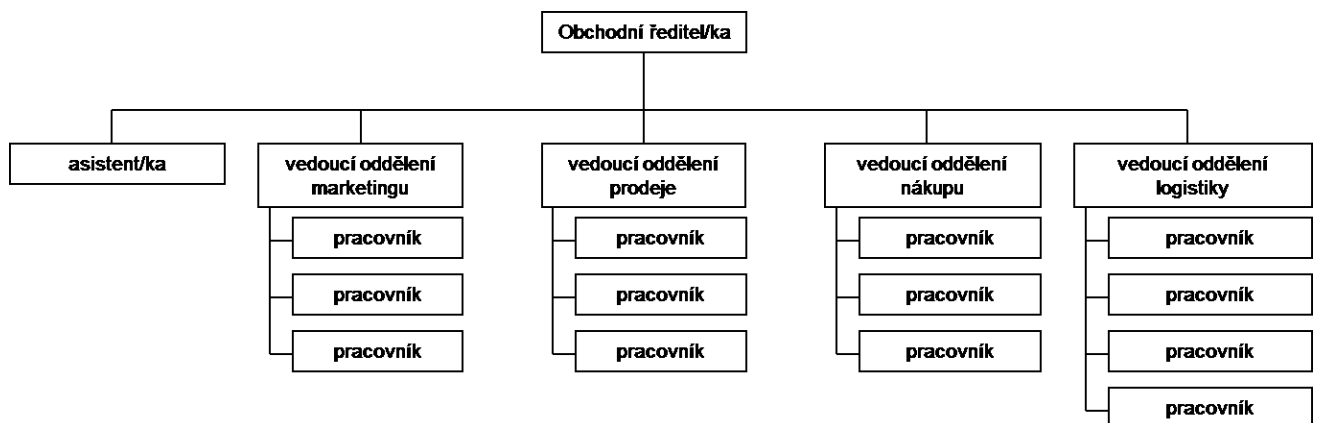 Obchodní ředitel/ka
asistent/ka
vedoucí oddělení
marketingu
vedoucí oddělení
prodeje
vedoucí oddělení
nákupu
vedoucí oddělení
logistiky
pracovník
pracovník
pracovník
pracovník
pracovník
pracovník
pracovník
pracovník
pracovník
pracovník
pracovník
pracovník
pracovník